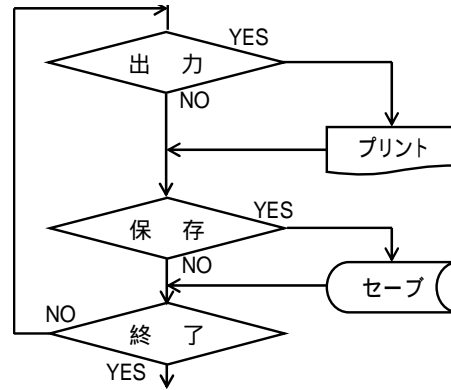 YES
出 力
NO
プリント
YES
保 存
NO
セーブ
NO
終 了
YES